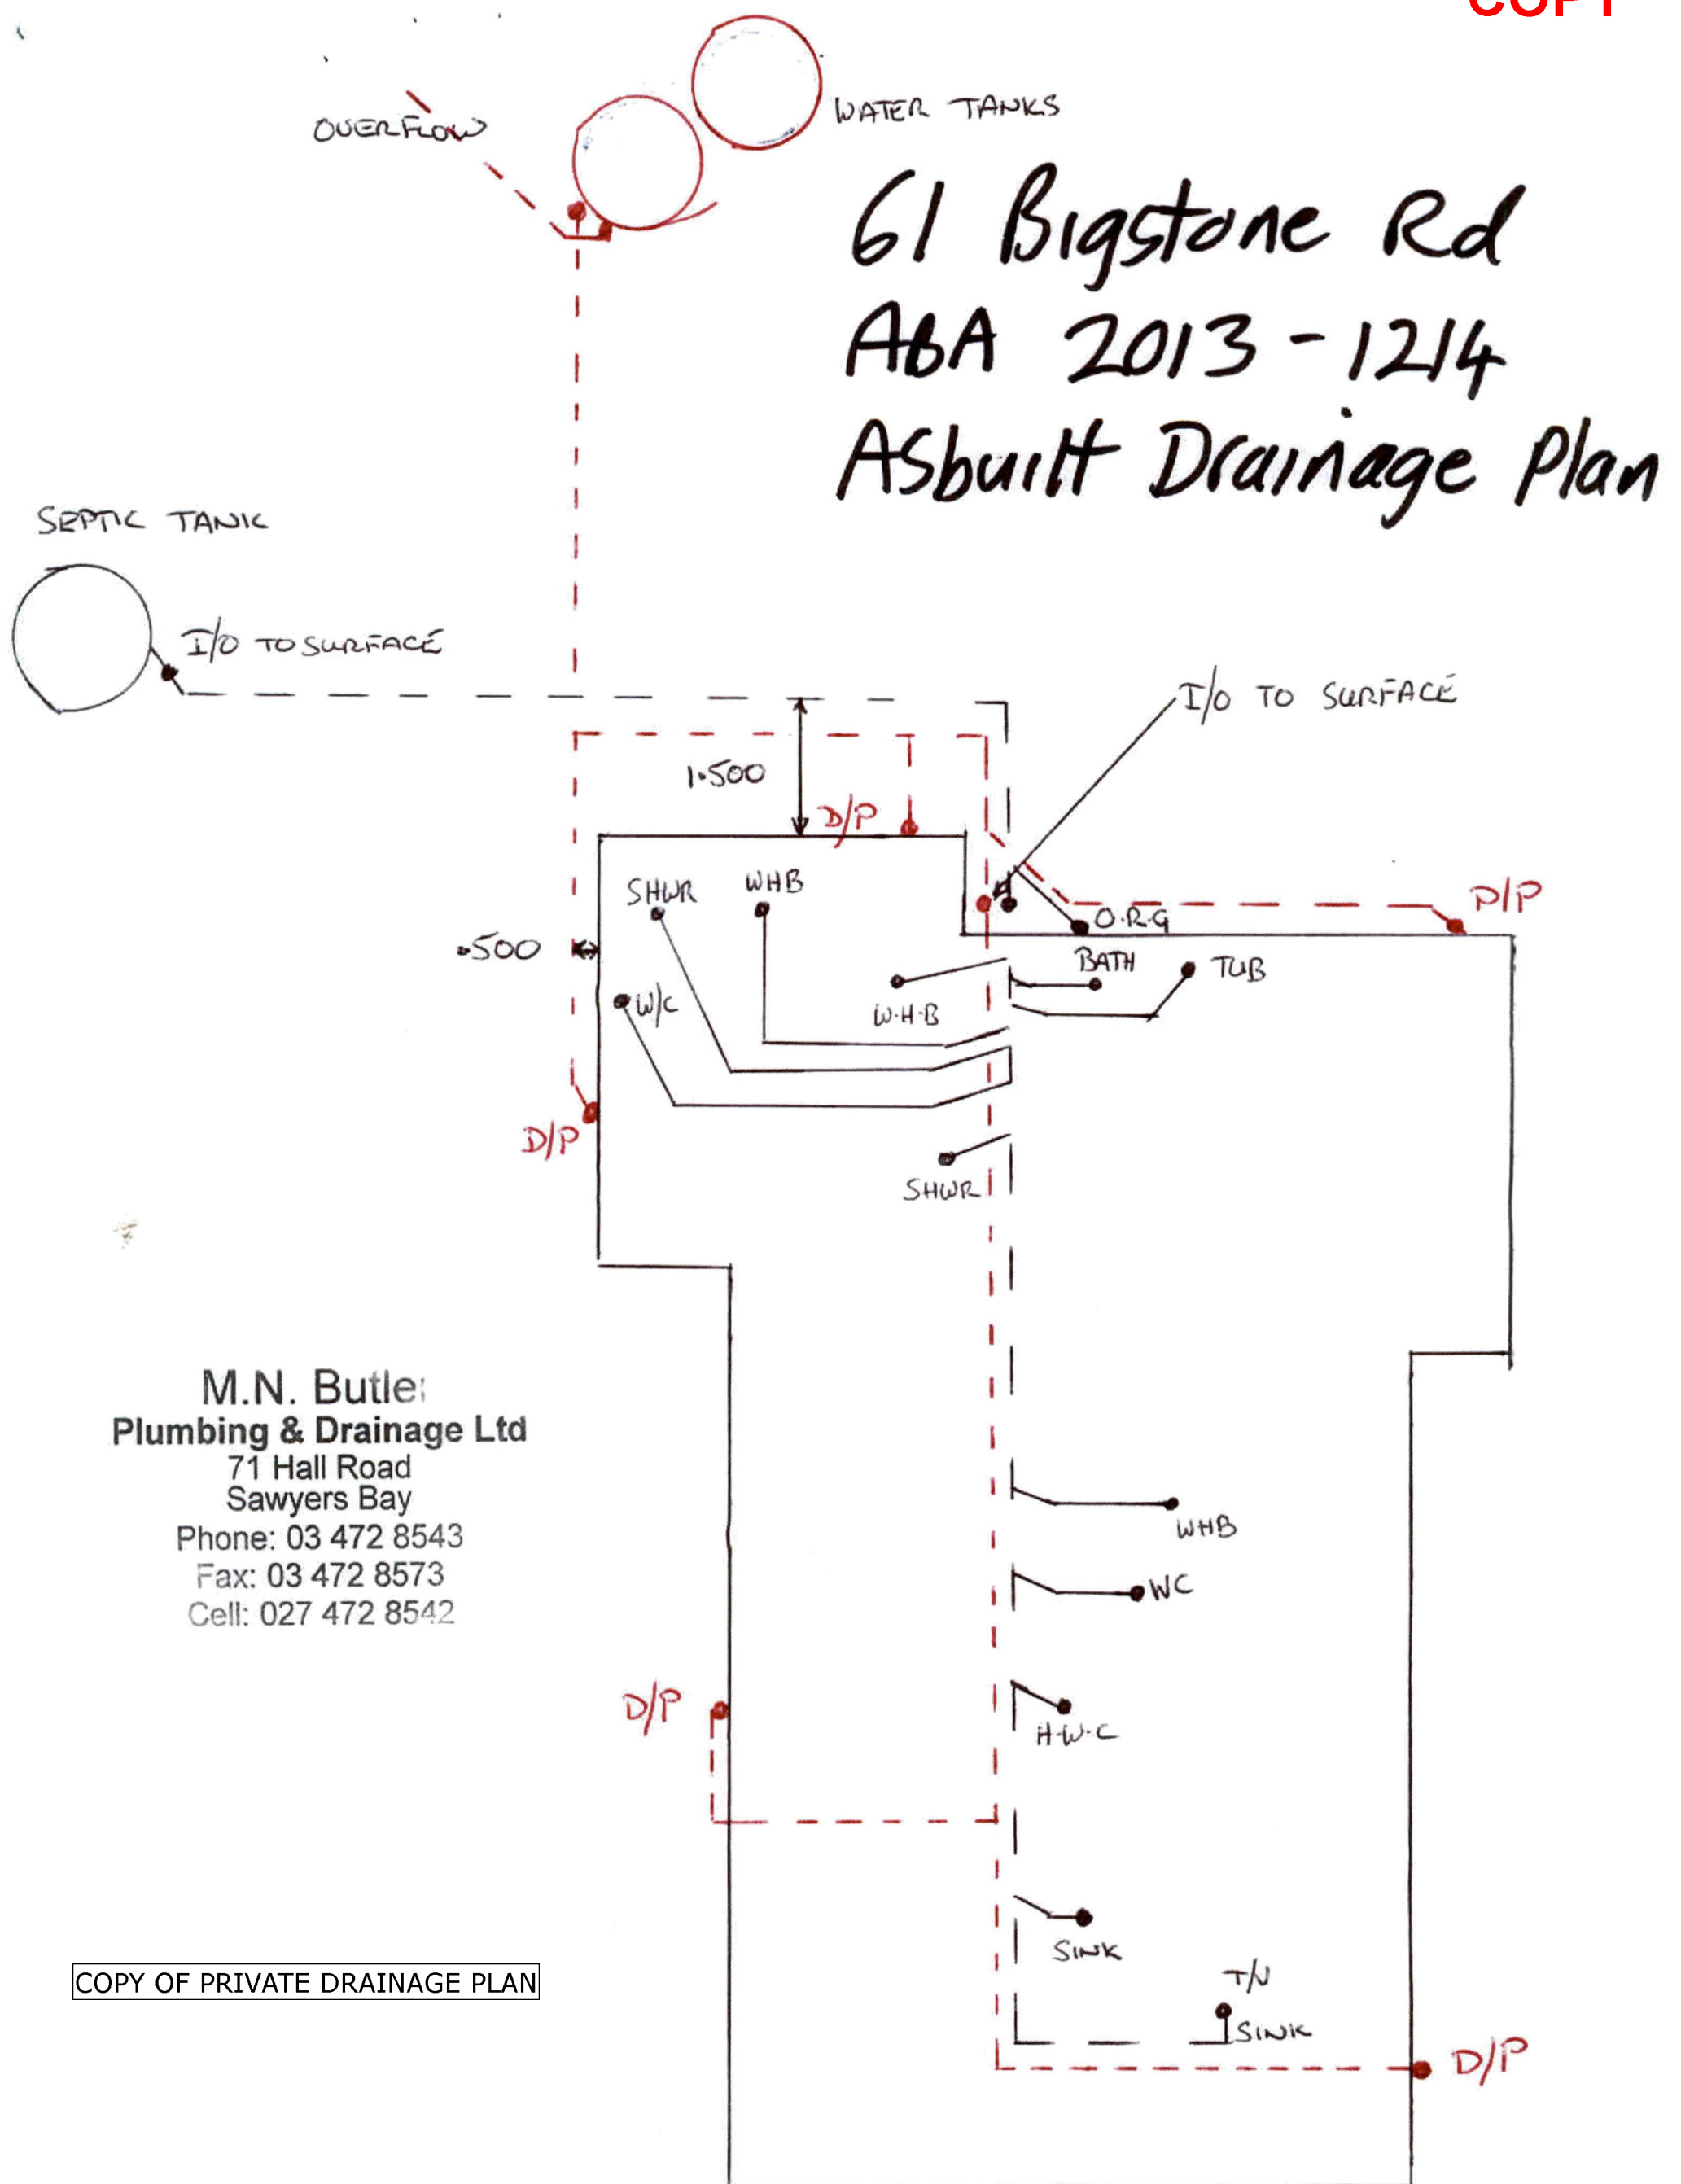 COPY
OVERFLOW
WATER TANKS
61 Bigstone Rd
ABA 2013-1214
Asbuilt Drainage Plan
SEPTIC TANK
I/O TO SURFACE
I/O TO SURFACE
1.500
D/P
SHWR
WHB
D/P
O.R.G
.500
BATH
TUB
W/C
W.H.B
D/P
SHWR
M.N. Butler
Plumbing & Drainage Ltd
71 Hall Road
Sawyers Bay
Phone: 03 472 8543
Fax: 03 472 8573
Cell: 027 472 8542
WHB
WC
D/P
H.W.C
SINK
COPY OF PRIVATE DRAINAGE PLAN
T/V
SINK
D/P